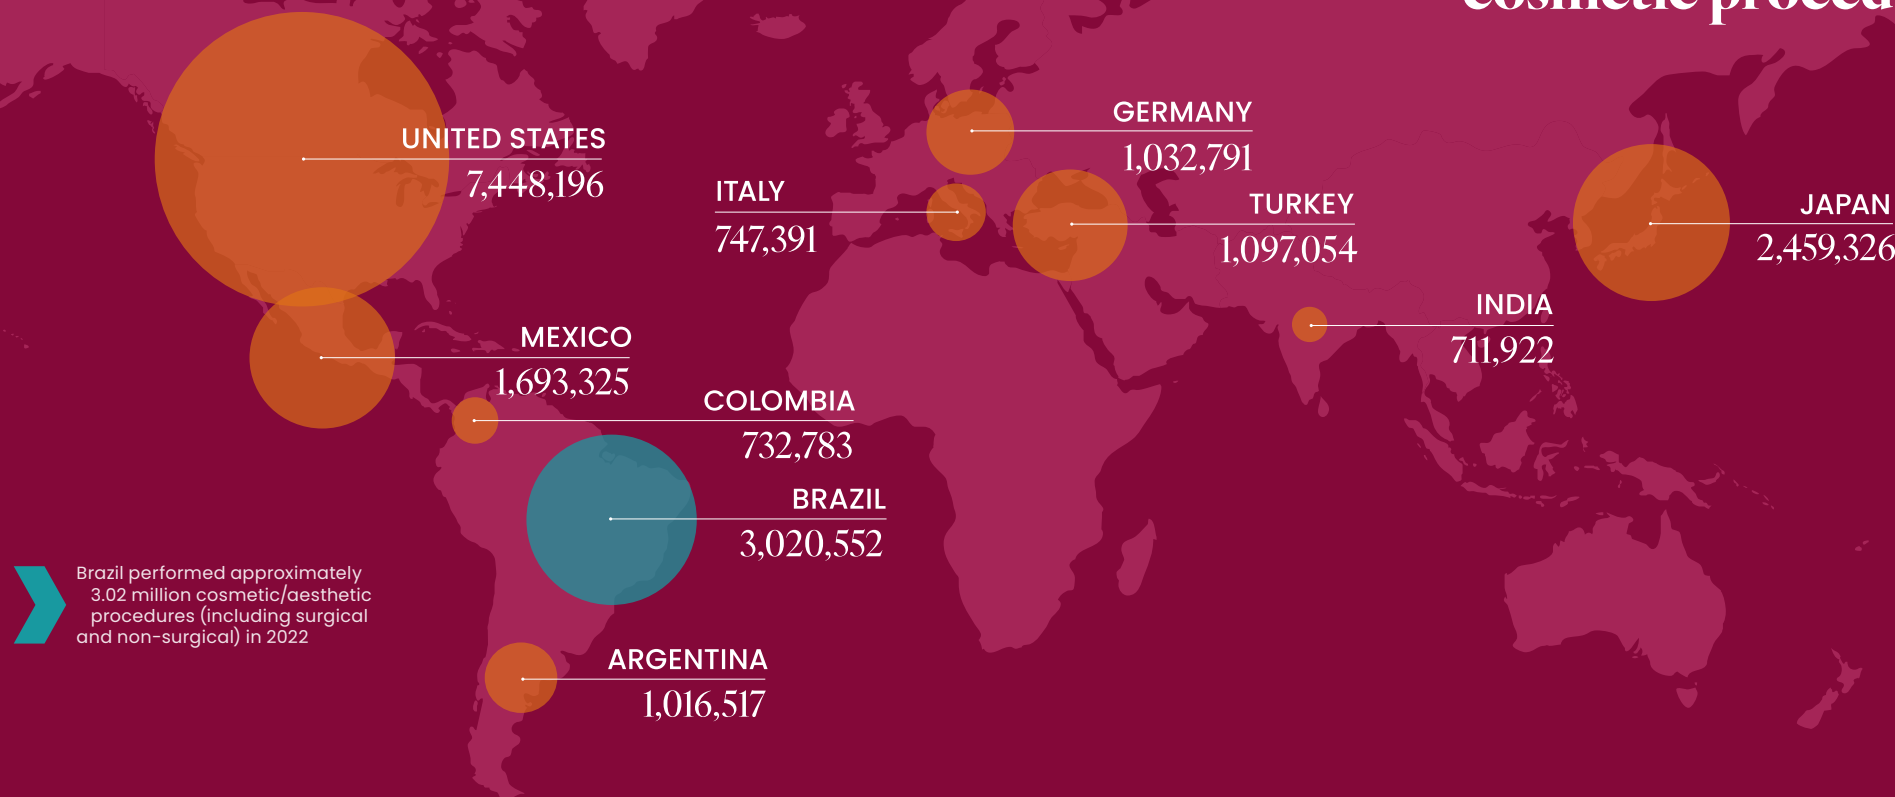 cosmetic proced
UNITED STATES
7,448,196
GERMANY
1,032,791
ITALY
747,391
TURKEY
1,097,054
JAPAN
2,459,326
INDIA
711,922
MEXICO
1,693,325
COLOMBIA
732,783
BRAZIL
3,020,552
Brazil performed approximately
3.02 million cosmetic/aesthetic
procedures (including surgical
and non-surgical) in 2022
ARGENTINA
1,016,517